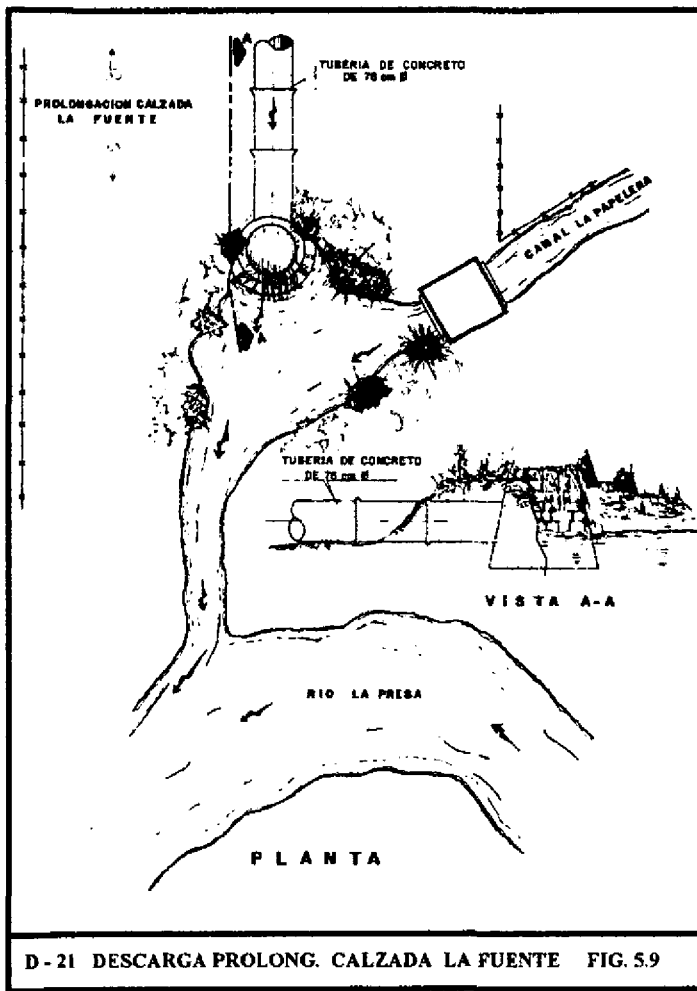 A
TUBERIA DE CONCRETO
DE 76 cm Ø
PROLONGACION CALZADA
LA FUENTE
CANAL LA PAPELERA
A
TUBERIA DE CONCRETO
DE 76 cm Ø
VISTA A-A
RIO LA PRESA
PLANTA
D - 21 DESCARGA PROLONG. CALZADA LA FUENTE FIG. 5.9